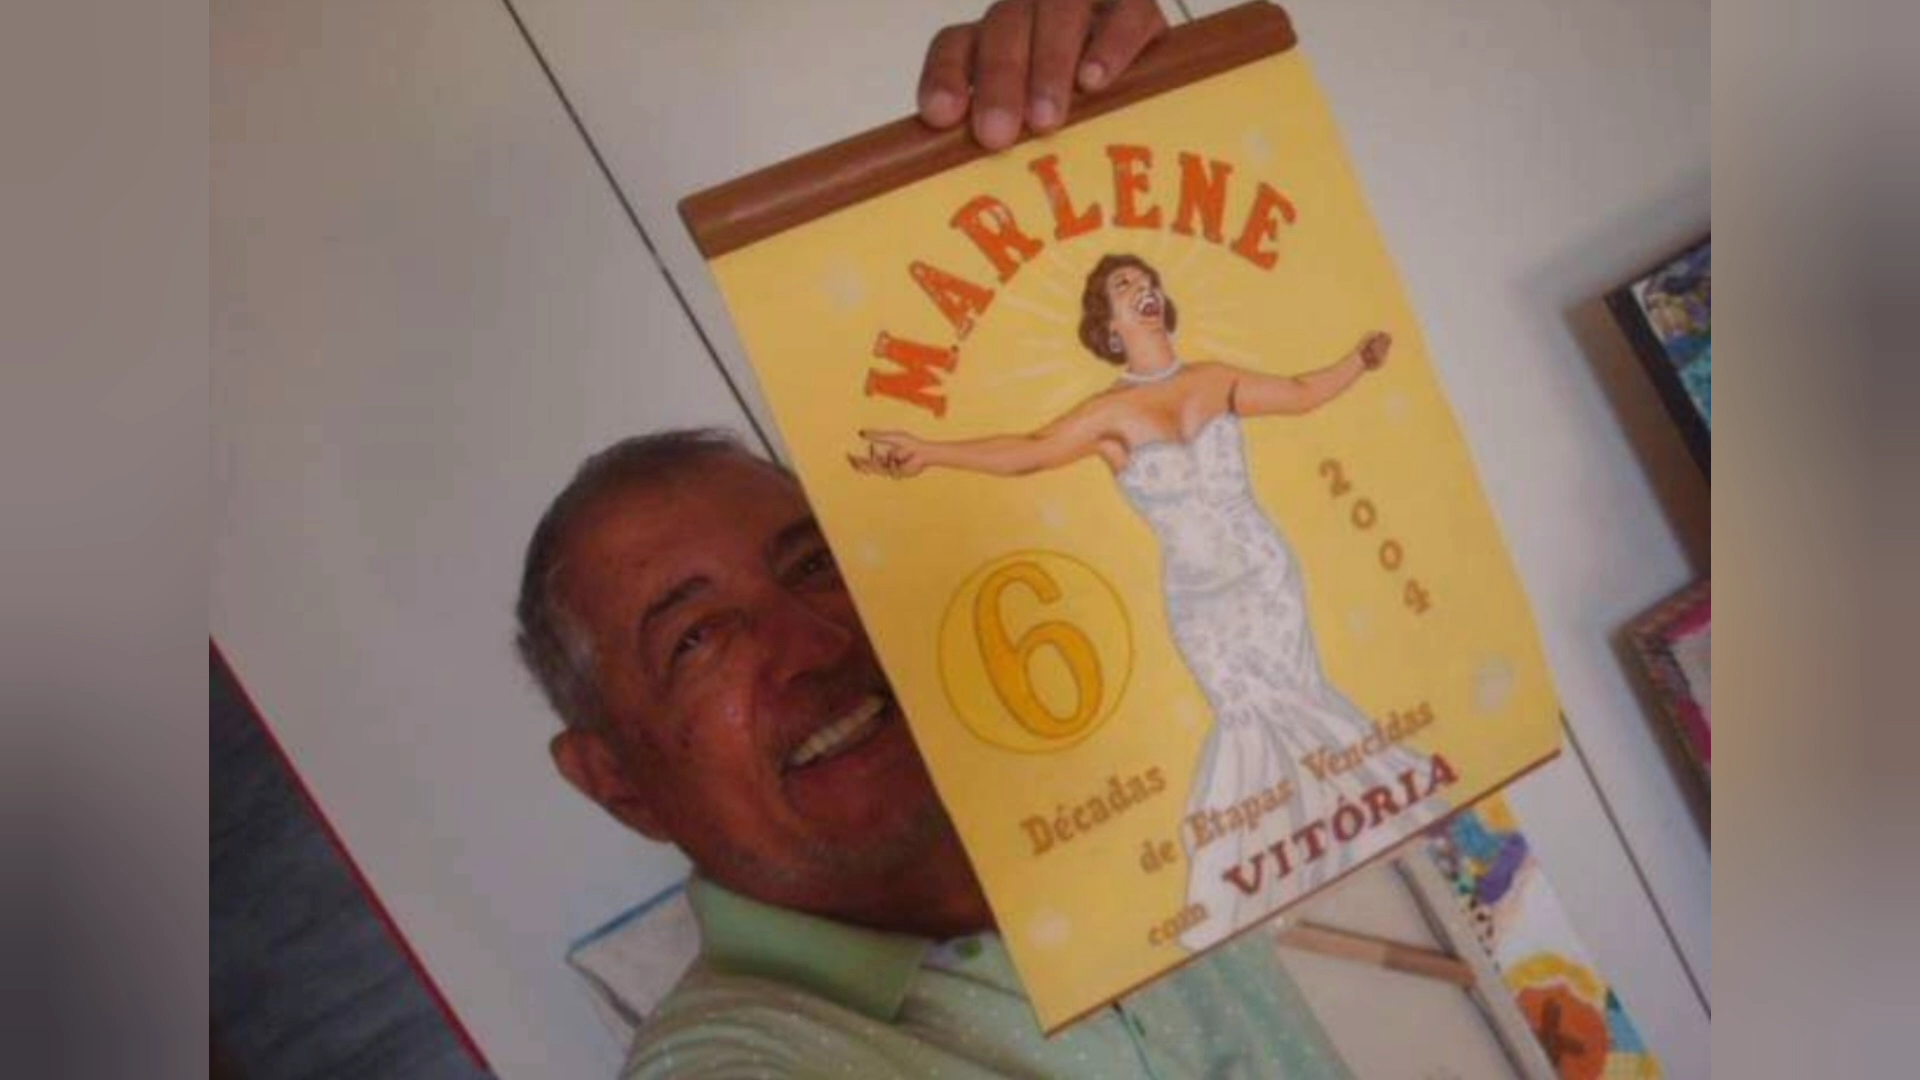 MARLENE
2004
6
Décadas
de Etapas Vencidas
com VITÓRIA